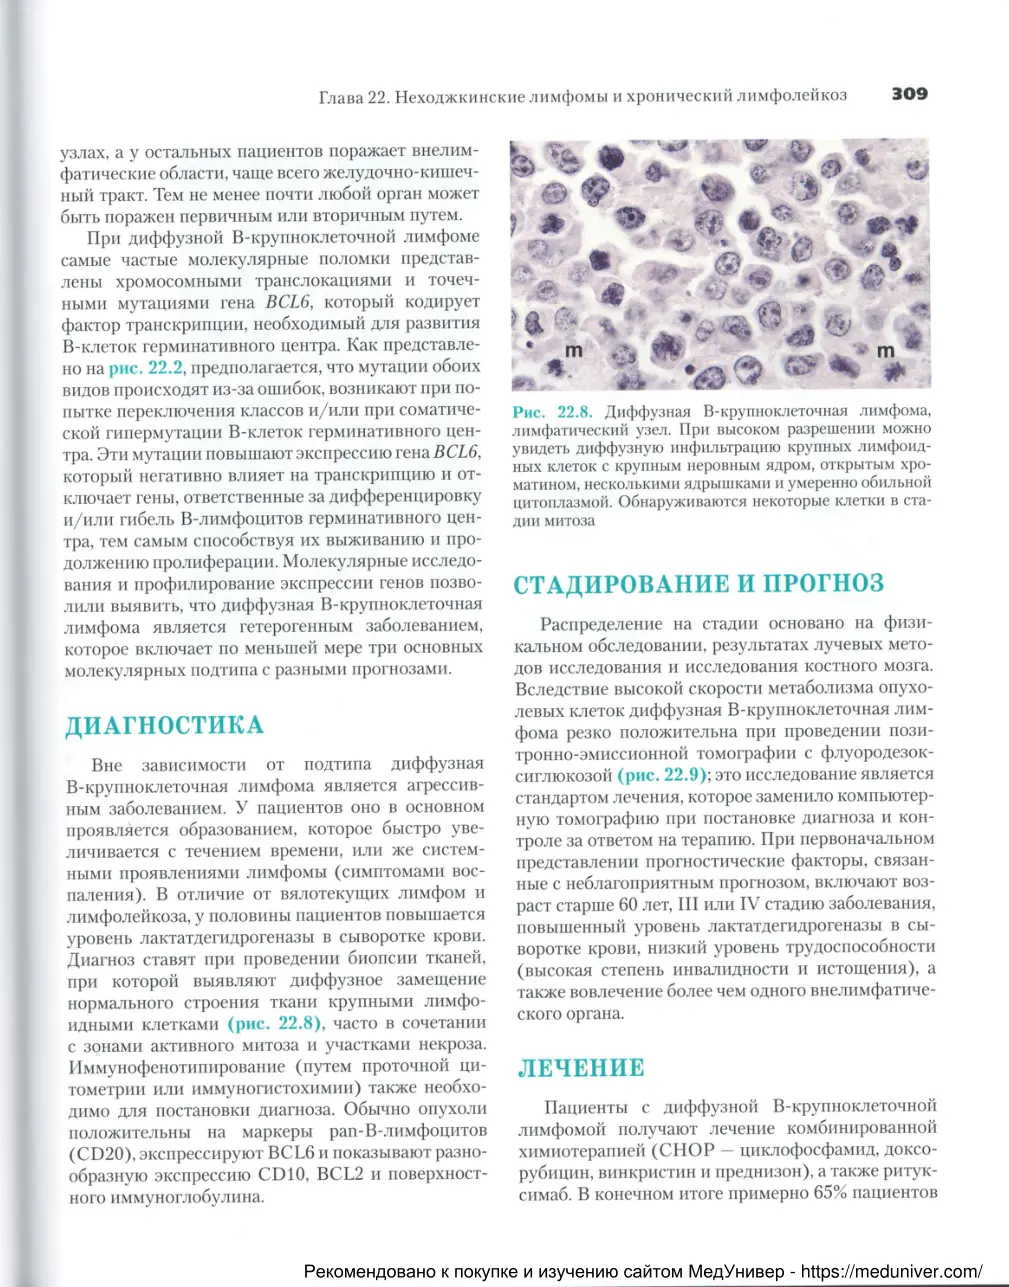 Глава 22. Неходжкинские лимфомы и хронический лимфолейкоз 309
узлах, а у остальных пациентов поражает внелим-
фатические области, чаще всего желудочно-кишеч-
ный тракт. Тем не менее почти любой орган может
быть поражен первичным или вторичным путем.
При диффузной В-крупноклеточной лимфоме
самые частые молекулярные поломки представ-
лены хромосомными транслокациями и точеч-
ными мутациями гена BCL6, который кодирует
фактор транскрипции, необходимый для развития
В-клеток герминативного центра. Как представле-
но на рис. 22.2, предполагается, что мутации обоих
видов происходят из-за ошибок, возникают при по-
пытке переключения классов и/или при соматиче-
ской гипермутации В-клеток герминативного цен-
тра. Эти мутации повышают экспрессию гена BCL6,
который негативно влияет на транскрипцию и от-
ключает гены, ответственные за дифференцировку
и/или гибель В-лимфоцитов герминативного цен-
тра, тем самым способствуя их выживанию и про-
должению пролиферации. Молекулярные исследо-
вания и профилирование экспрессии генов позво-
лили выявить, что диффузная В-крупноклеточная
лимфома является гетерогенным заболеванием,
которое включает по меньшей мере три основных
молекулярных подтипа с разными прогнозами.
ДИАГНОСТИКА
Вне зависимости от подтипа диффузная
В-крупноклеточная лимфома является агрессив-
ным заболеванием. У пациентов оно в основном
проявляется образованием, которое быстро уве-
личивается с течением времени, или же систем-
ными проявлениями лимфомы (симптомами вос-
паления). В отличие от вялотекущих лимфом и
лимфолейкоза, у половины пациентов повышается
уровень лактатдегидрогеназы в сыворотке крови.
Диагноз ставят при проведении биопсии тканей,
при которой выявляют диффузное замещение
нормального строения ткани крупными лимфо-
идными клетками (рис. 22.8), часто в сочетании
с зонами активного митоза и участками некроза.
Иммунофенотипирование (путем проточной ци-
тометрии или иммуногистохимии) также необхо-
димо для постановки диагноза. Обычно опухоли
положительны на маркеры pan-В-лимфоцитов
(CD20), экспрессируют BCL6 и показывают разно-
образную экспрессию CD10, BCL2 и поверхност-
ного иммуноглобулина.
m m
Рис. 22.8. Диффузная В-крупноклеточная лимфома,
лимфатический узел. При высоком разрешении можно
увидеть диффузную инфильтрацию крупных лимфоид-
ных клеток с крупным неровным ядром, открытым хро-
матином, несколькими ядрышками и умеренно обильной
цитоплазмой. Обнаруживаются некоторые клетки в ста-
дии митоза
СТАДИРОВАНИЕ И ПРОГНОЗ
Распределение на стадии основано на физи-
кальном обследовании, результатах лучевых мето-
дов исследования и исследования костного мозга.
Вследствие высокой скорости метаболизма опухо-
левых клеток диффузная В-крупноклеточная лим-
фома резко положительна при проведении пози-
тронно-эмиссионной томографии с флуородезок-
сиглюкозой (рис. 22.9); это исследование является
стандартом лечения, которое заменило компьютер-
ную томографию при постановке диагноза и кон-
троле за ответом на терапию. При первоначальном
представлении прогностические факторы, связан-
ные с неблагоприятным прогнозом, включают воз-
раст старше 60 лет, III или IV стадию заболевания,
повышенный уровень лактатдегидрогеназы в сы-
воротке крови, низкий уровень трудоспособности
(высокая степень инвалидности и истощения), а
также вовлечение более чем одного внелимфатиче-
ского органа.
ЛЕЧЕНИЕ
Пациенты с диффузной В-крупноклеточной
лимфомой получают лечение комбинированной
химиотерапией (CHOP — циклофосфамид, доксо-
рубицин, винкристин и преднизон), а также ритук-
симаб. В конечном итоге примерно 65% пациентов
Рекомендовано к покупке и изучению сайтом МедУнивер - https://meduniver.com/